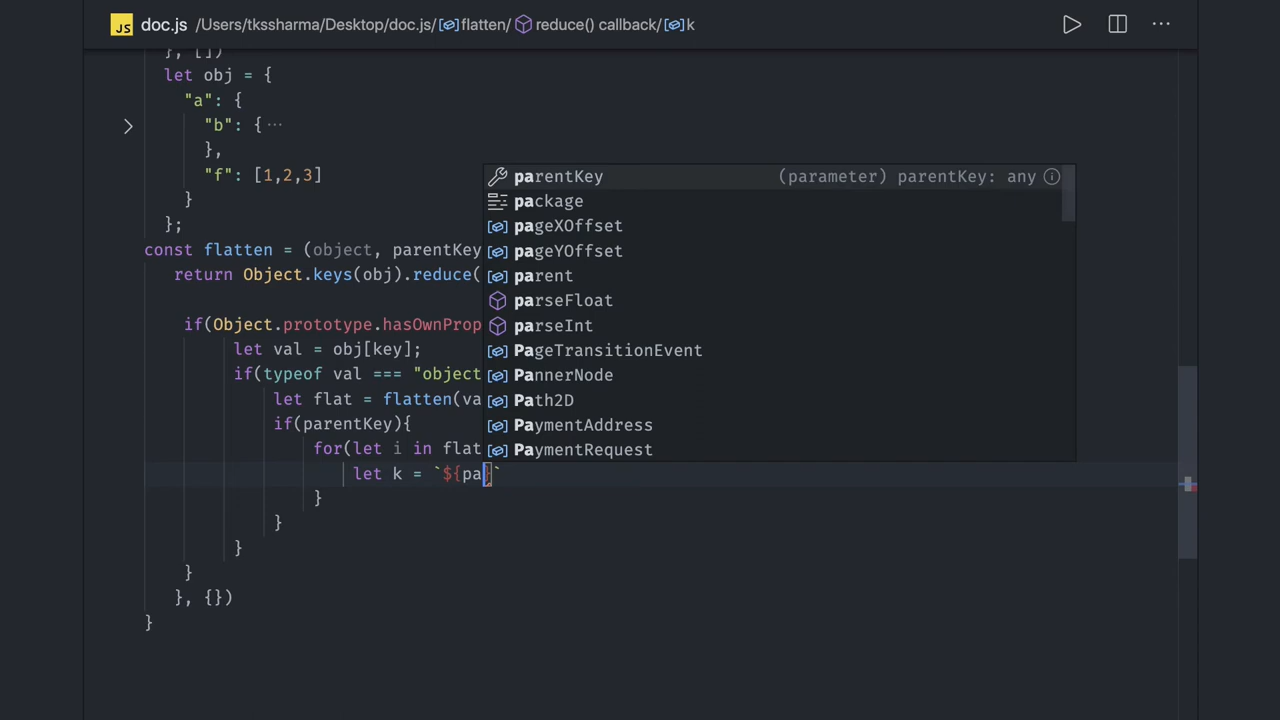 JS doc.js /Users/tkssharma/Desktop/doc.js/flatten/reduce() callback/k
}, [])
let obj = {
"a": {
"b": {···
},
"f": [1,2,3]
}
};
const flatten = (object, parentKey
return Object.keys(obj).reduce(
if(Object.prototype.hasOwnProp
let val = obj[key];
if(typeof val === "object
let flat = flatten(va
if(parentKey){
for(let i in flat
let k = `${pa}`
}
}
}
}
}, {})
}
parentKey (parameter) parentKey: any
package
pageXOffset
pageYOffset
parent
parseFloat
parseInt
PageTransitionEvent
PannerNode
Path2D
PaymentAddress
PaymentRequest